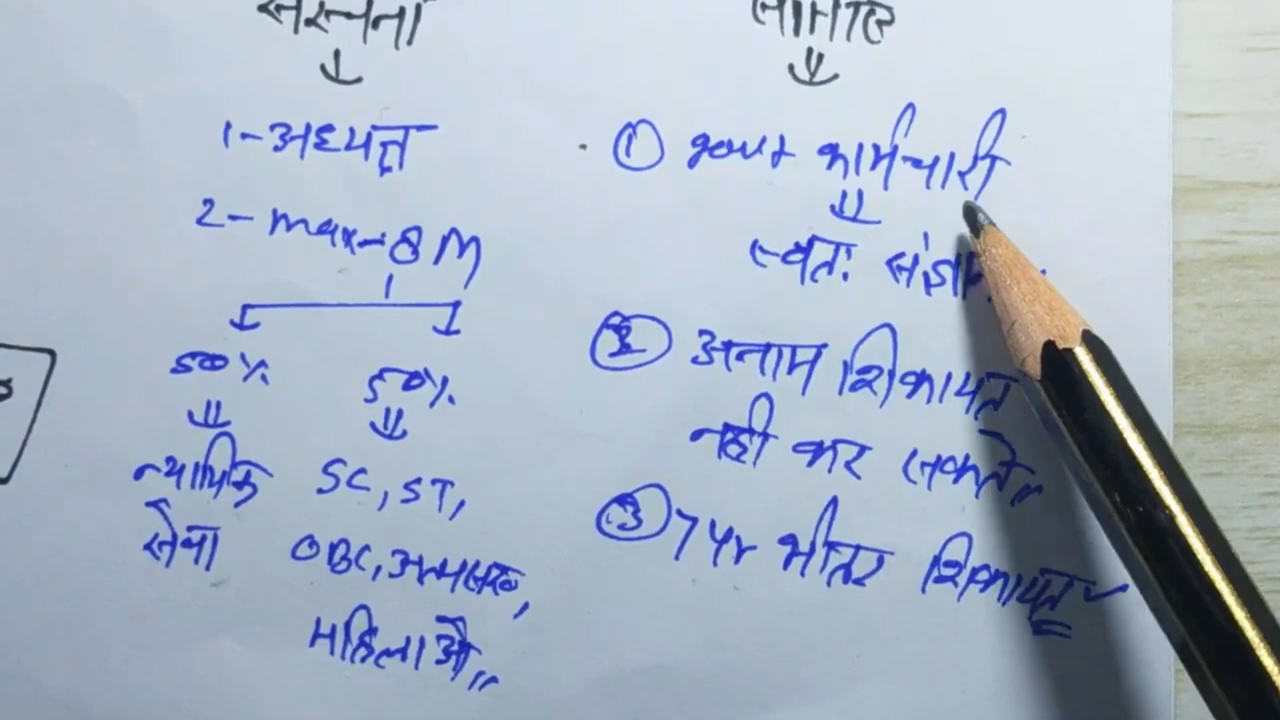 संरचना
↓
1-अध्यक्ष
2- max-8 M
50%
50%
न्यायिक
सेवा
SC, ST,
OBC, अल्पसंख्यक,
महिलाओं,,
⇓
① govt कर्मचारी
⇓
स्वतः संज्ञान
② अनाम शिकायत
नही कर सकते,,
③ 7 yr भीतर शिकायत